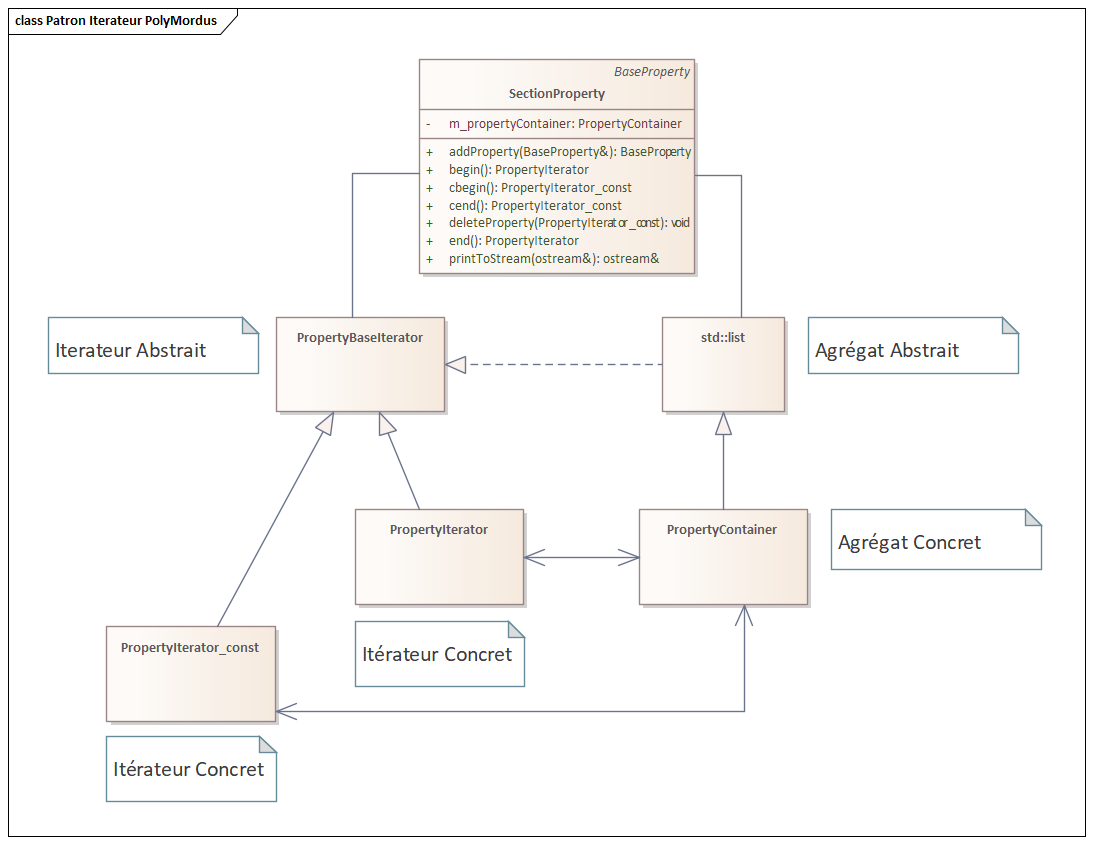 class Patron Iterateur PolyMordus
BaseProperty
SectionProperty
- m_propertyContainer: PropertyContainer
+ addProperty(BaseProperty&): BaseProperty
+ begin(): PropertyIterator
+ cbegin(): PropertyIterator_const
+ cend(): PropertyIterator_const
+ deleteProperty(PropertyIterator_const): void
+ end(): PropertyIterator
+ printToStream(ostream&): ostream&
Iterateur Abstrait
PropertyBaseIterator
std::list
Agrégat Abstrait
PropertyIterator
PropertyContainer
Agrégat Concret
Itérateur Concret
PropertyIterator_const
Itérateur Concret